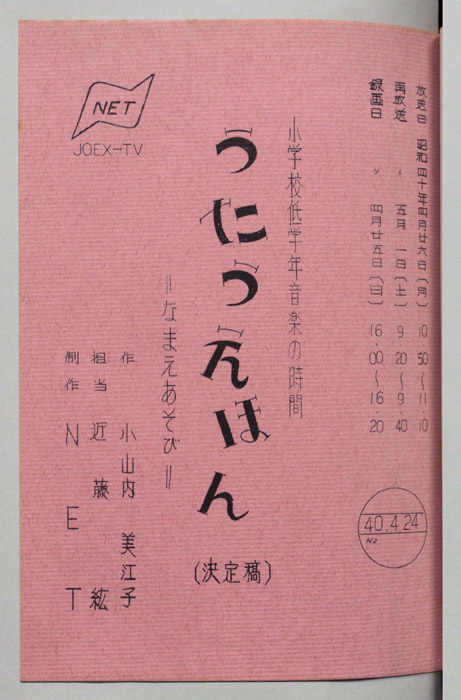 放送日 昭和四十年四月廿六日〔月〕 10 50〜11.10
再放送 〃 五月 一日〔土〕 9 20〜9.40
録画日 〃 四月廿五日〔日〕 16.00〜16.20
40.4.24
No
小学校低学年音楽の時間
うたうえほん
(決定稿)
＝なまえあそび＝
作 小山内 美江子
担当 近藤 紘
制作 NET
NET
JOEX-TV